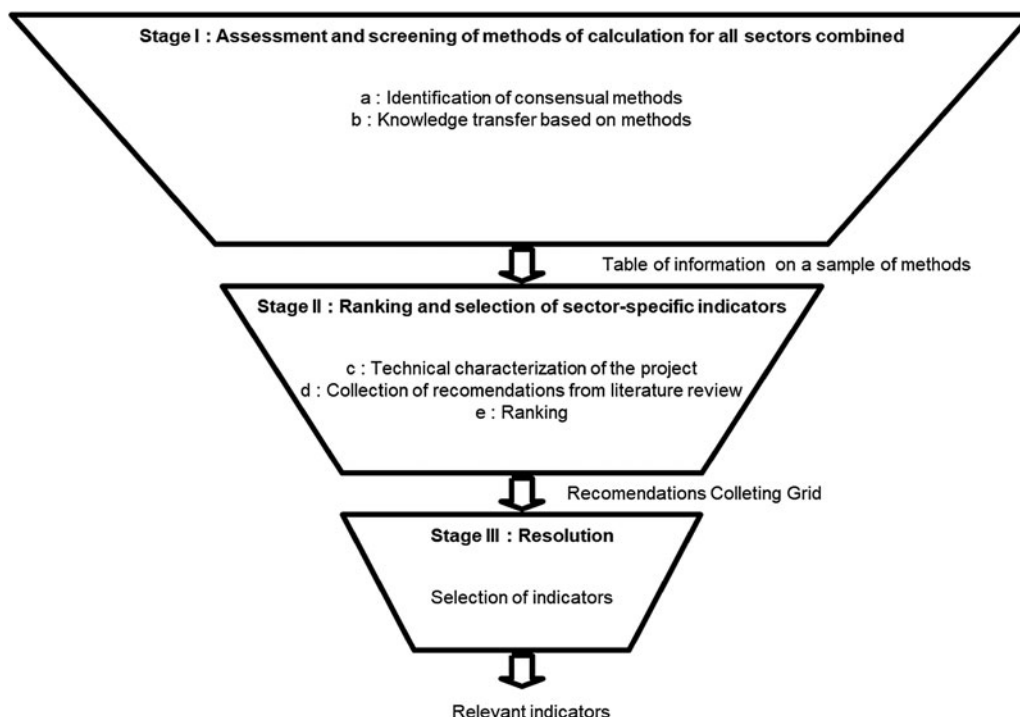 Stage I : Assessment and screening of methods of calculation for all sectors combined
a : Identification of consensual methods
b : Knowledge transfer based on methods
Table of information on a sample of methods
Stage II : Ranking and selection of sector-specific indicators
c : Technical characterization of the project
d : Collection of recomendations from literature review
e : Ranking
Recomendations Colleting Grid
Stage III : Resolution
Selection of indicators
Relevant indicators